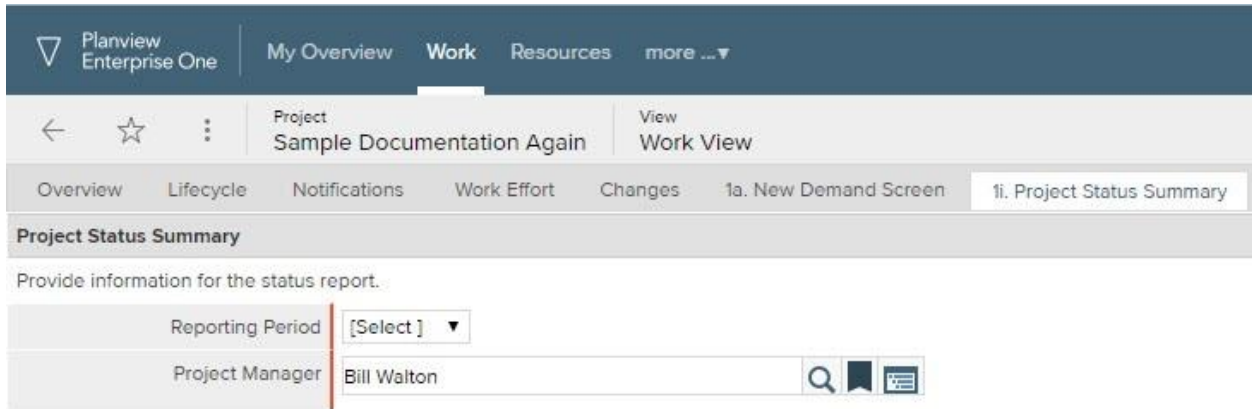 Planview
Enterprise One
My Overview Work Resources more ...▾
Project
Sample Documentation Again
View
Work View
Overview Lifecycle Notifications Work Effort Changes 1a. New Demand Screen 1i. Project Status Summary
Project Status Summary
Provide information for the status report.
Reporting Period [Select ] ▼
Project Manager Bill Walton